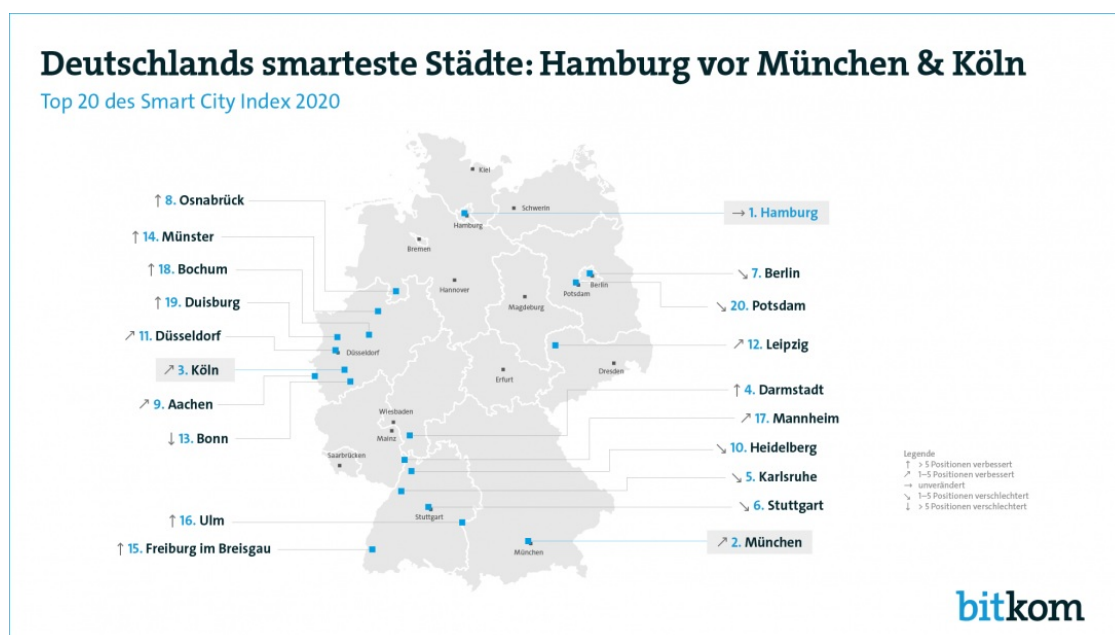 Deutschlands smarteste Städte: Hamburg vor München & Köln
Top 20 des Smart City Index 2020
↑ 8. Osnabrück
↑ 14. Münster
↑ 18. Bochum
↑ 19. Duisburg
↗ 11. Düsseldorf
↗ 3. Köln
↗ 9. Aachen
↓ 13. Bonn
↑ 16. Ulm
↑ 15. Freiburg im Breisgau
Kiel
Schwerin
Hamburg
Bremen
Hannover
Berlin
Potsdam
Magdeburg
Düsseldorf
Erfurt
Dresden
Wiesbaden
Mainz
Saarbrücken
Stuttgart
München
→ 1. Hamburg
↘ 7. Berlin
↘ 20. Potsdam
↗ 12. Leipzig
↑ 4. Darmstadt
↗ 17. Mannheim
↘ 10. Heidelberg
↘ 5. Karlsruhe
↘ 6. Stuttgart
↗ 2. München
Legende
↑ > 5 Positionen verbessert
↗ 1–5 Positionen verbessert
→ unverändert
↘ 1–5 Positionen verschlechtert
↓ > 5 Positionen verschlechtert
bitkom